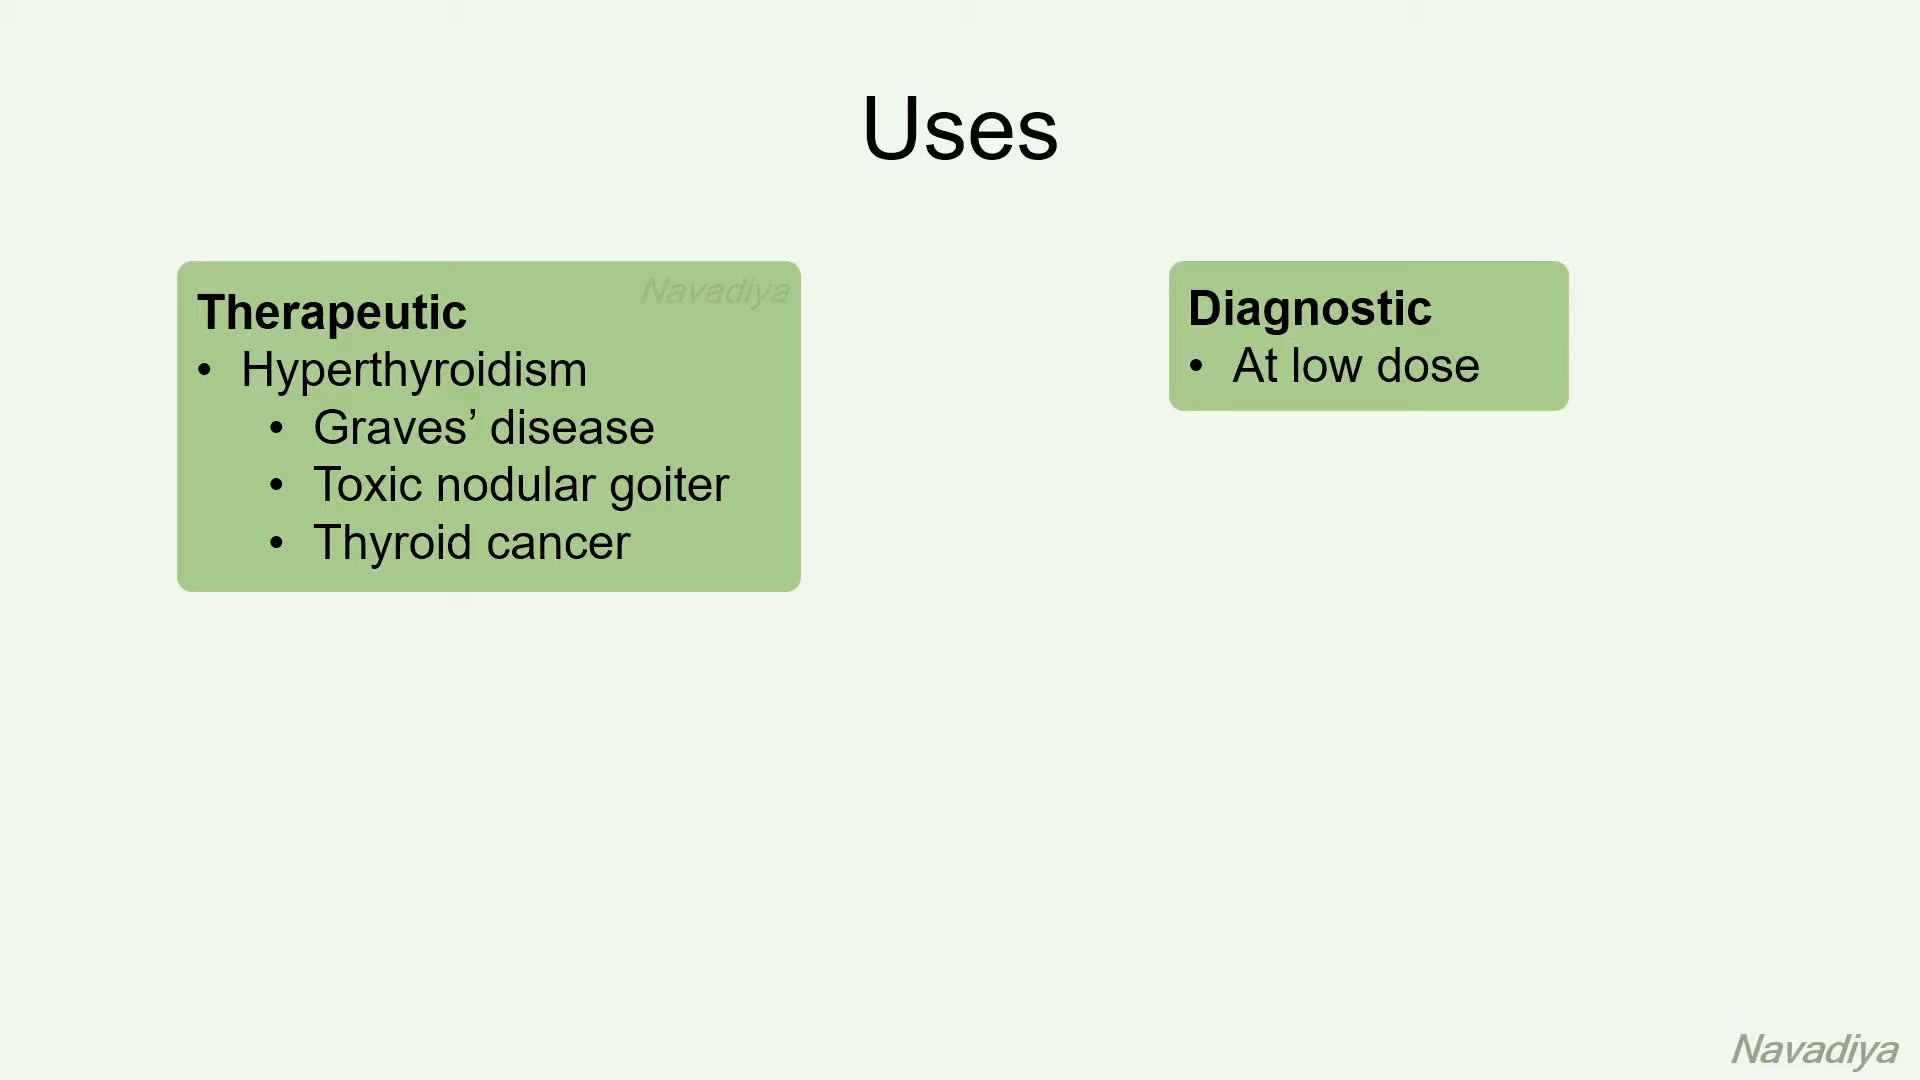 Uses
Navadiya
Therapeutic
• Hyperthyroidism
• Graves’ disease
• Toxic nodular goiter
• Thyroid cancer
Diagnostic
• At low dose
Navadiya